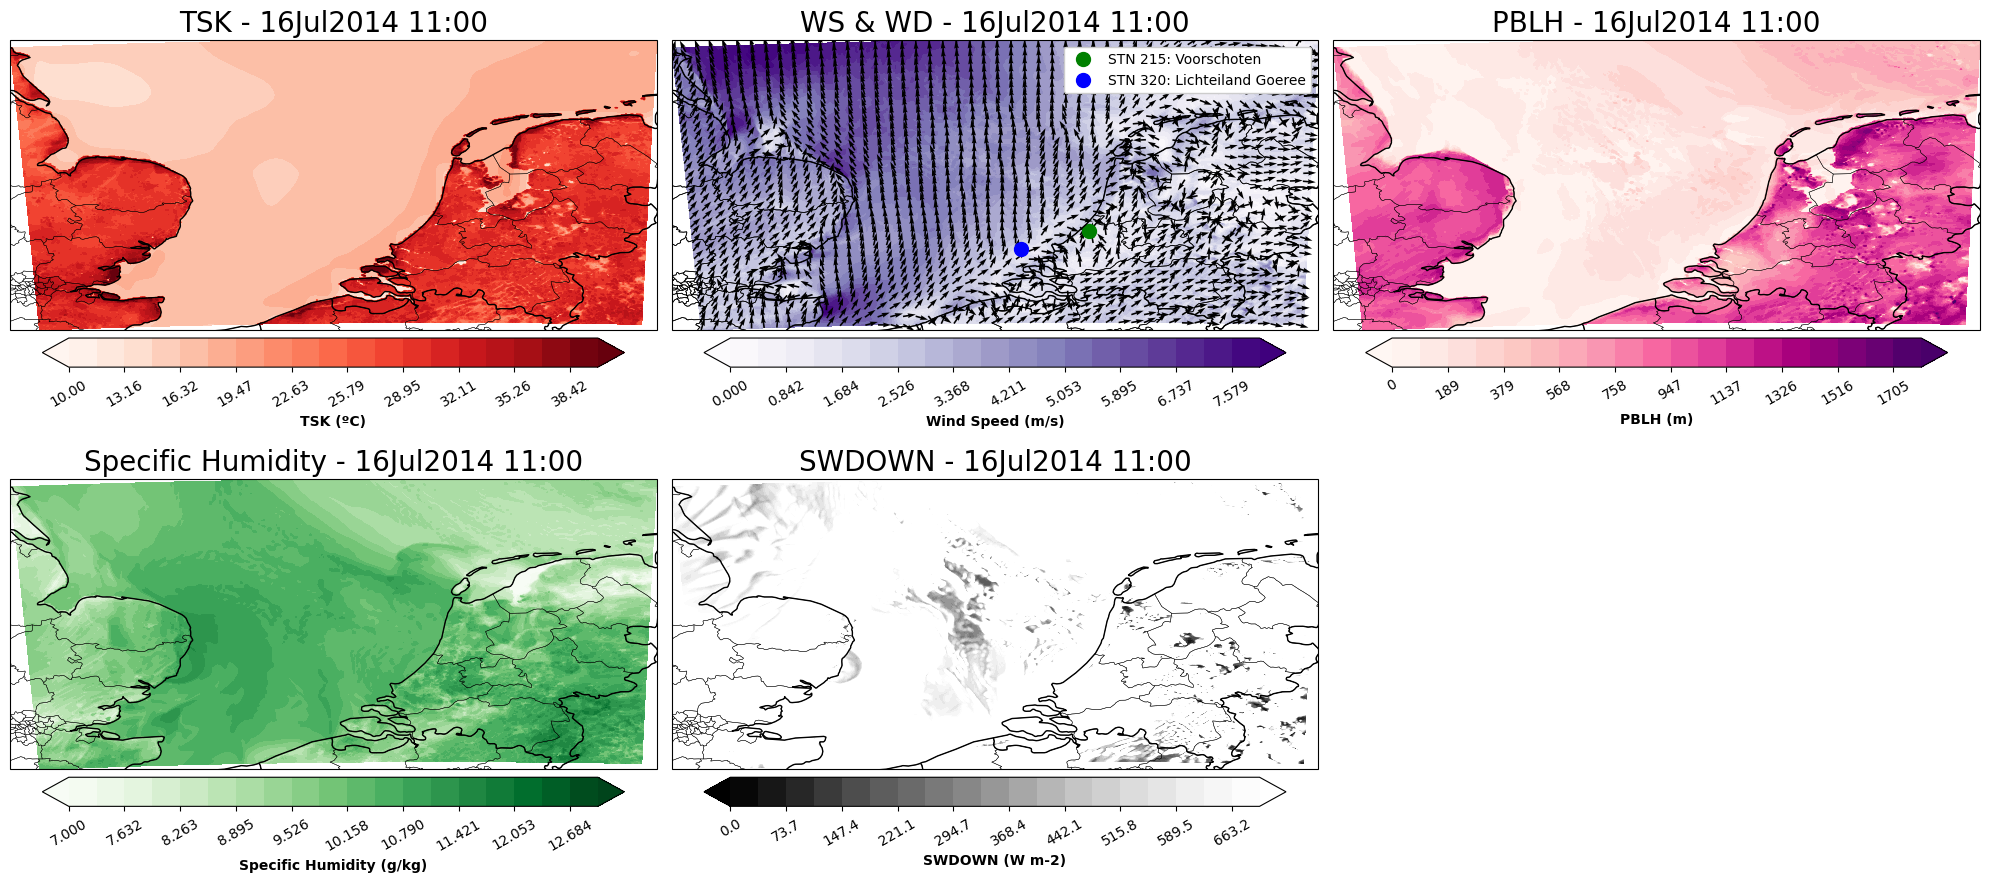 TSK - 16Jul2014 11:00
WS & WD - 16Jul2014 11:00
PBLH - 16Jul2014 11:00
STN 215: Voorschoten
STN 320: Lichteiland Goeree
10.00 13.16 16.32 19.47 22.63 25.79 28.95 32.11 35.26 38.42
TSK (ºC)
0.000 0.842 1.684 2.526 3.368 4.211 5.053 5.895 6.737 7.579
Wind Speed (m/s)
0 189 379 568 758 947 1137 1326 1516 1705
PBLH (m)
Specific Humidity - 16Jul2014 11:00
SWDOWN - 16Jul2014 11:00
7.000 7.632 8.263 8.895 9.526 10.158 10.790 11.421 12.053 12.684
Specific Humidity (g/kg)
0.0 73.7 147.4 221.1 294.7 368.4 442.1 515.8 589.5 663.2
SWDOWN (W m-2)